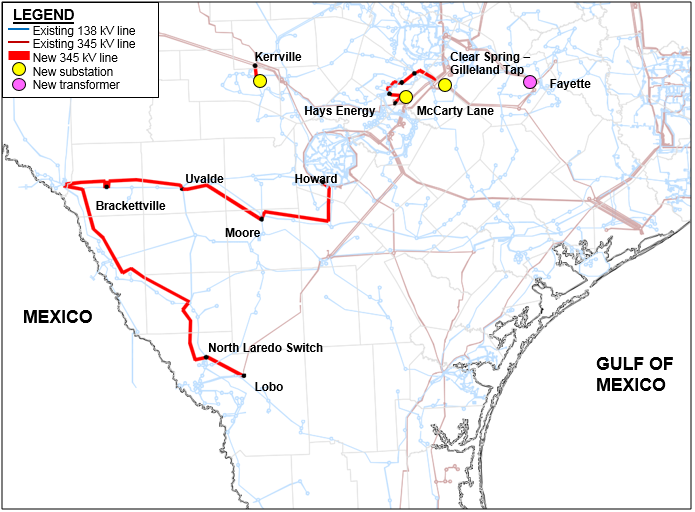 LEGEND
Existing 138 kV line
Existing 345 kV line
New 345 kV line
New substation
New transformer
Kerrville
Clear Spring –
Gilleland Tap
Fayette
Hays Energy
McCarty Lane
Uvalde
Howard
Brackettville
Moore
MEXICO
North Laredo Switch
GULF OF
MEXICO
Lobo